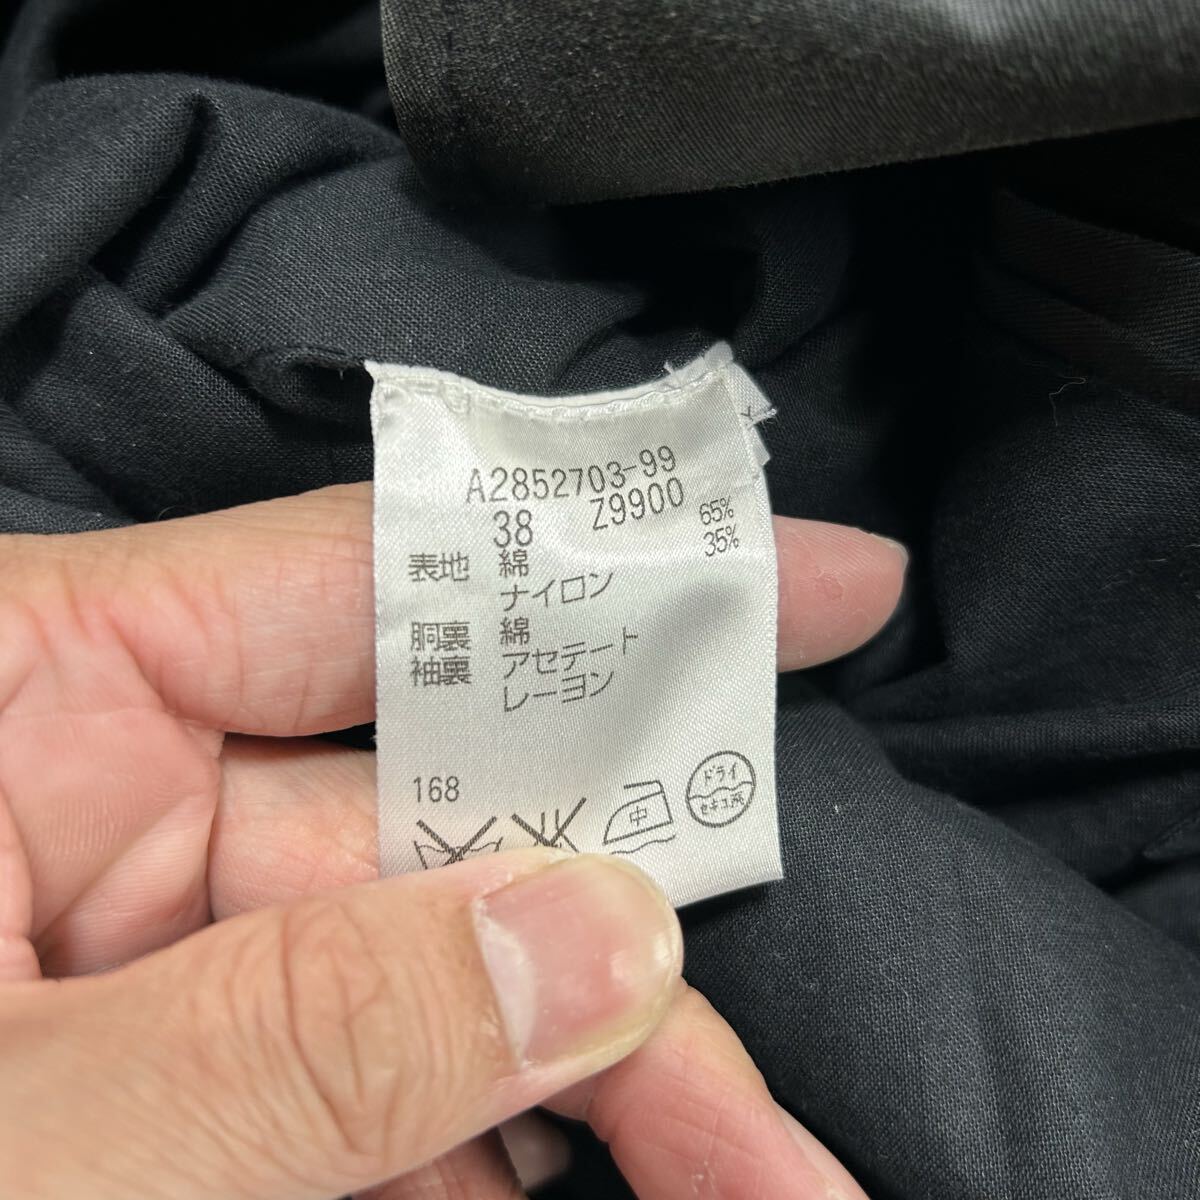 A2852703-99
38 Z9900
表地 綿 65%
ナイロン 35%
胴裏 綿
袖裏 アセテート
レーヨン
168
中
ドライ
セキユ系